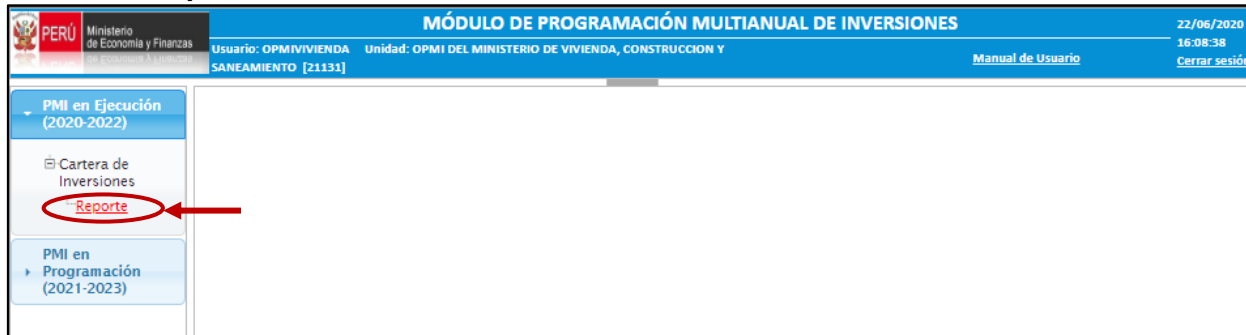 PERÚ
Ministerio
de Economía y Finanzas
MÓDULO DE PROGRAMACIÓN MULTIANUAL DE INVERSIONES
22/06/2020
Usuario: OPMIVIVIENDA Unidad: OPMI DEL MINISTERIO DE VIVIENDA, CONSTRUCCION Y
SANEAMIENTO [21131]
Manual de Usuario
16:08:38
Cerrar sesión
PMI en Ejecución
(2020-2022)
Cartera de
Inversiones
Reporte
PMI en
Programación
(2021-2023)